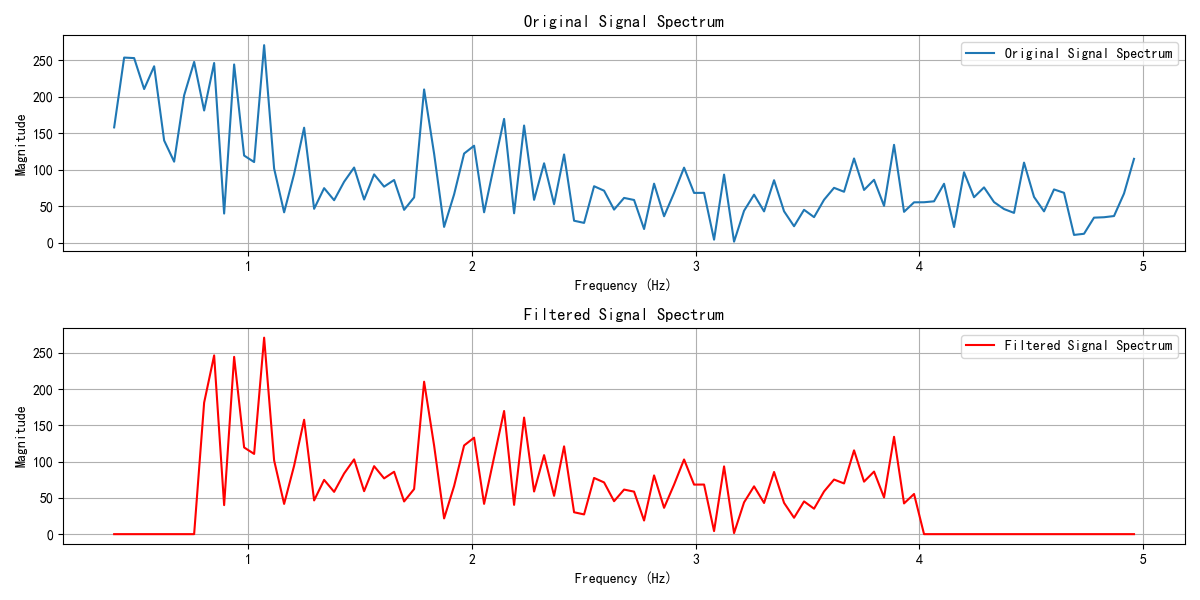 Original Signal Spectrum
Original Signal Spectrum
Magnitude
250
200
150
100
50
0
1 2 3 4 5
Frequency (Hz)
Filtered Signal Spectrum
Filtered Signal Spectrum
Magnitude
250
200
150
100
50
0
1 2 3 4 5
Frequency (Hz)